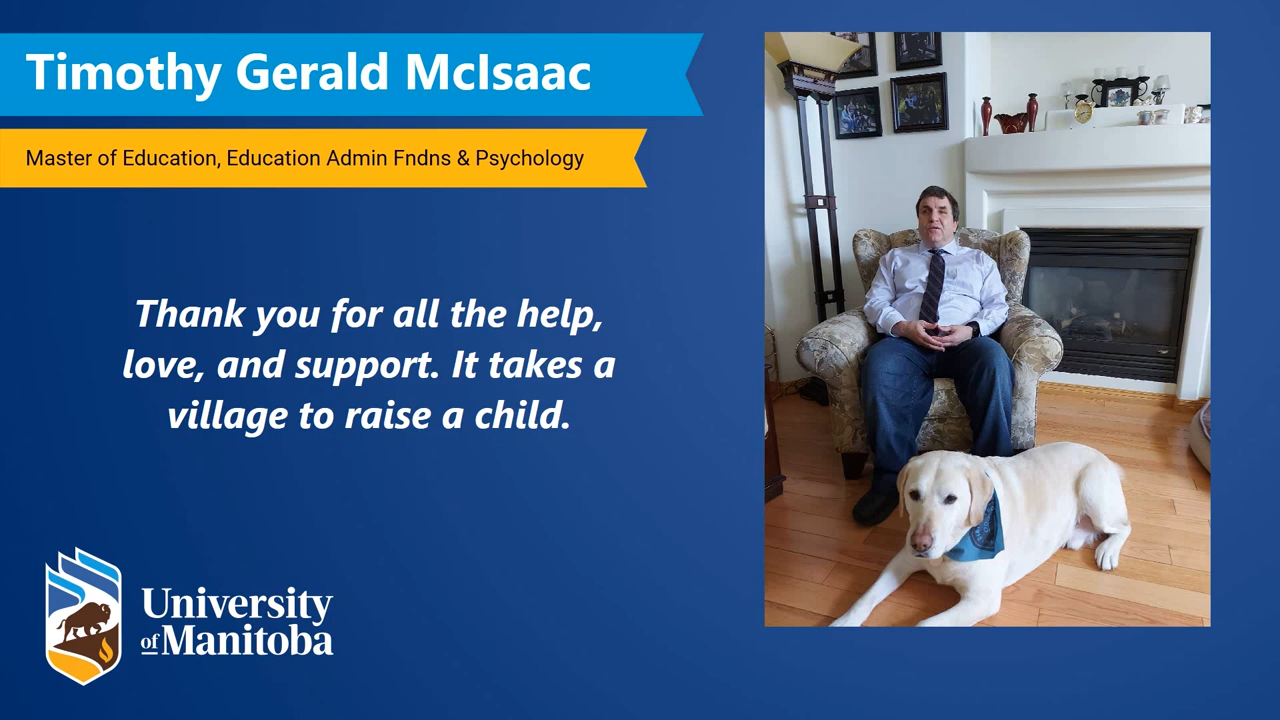 Timothy Gerald McIsaac
Master of Education, Education Admin Fndns & Psychology
Thank you for all the help,
love, and support. It takes a
village to raise a child.
University
of Manitoba